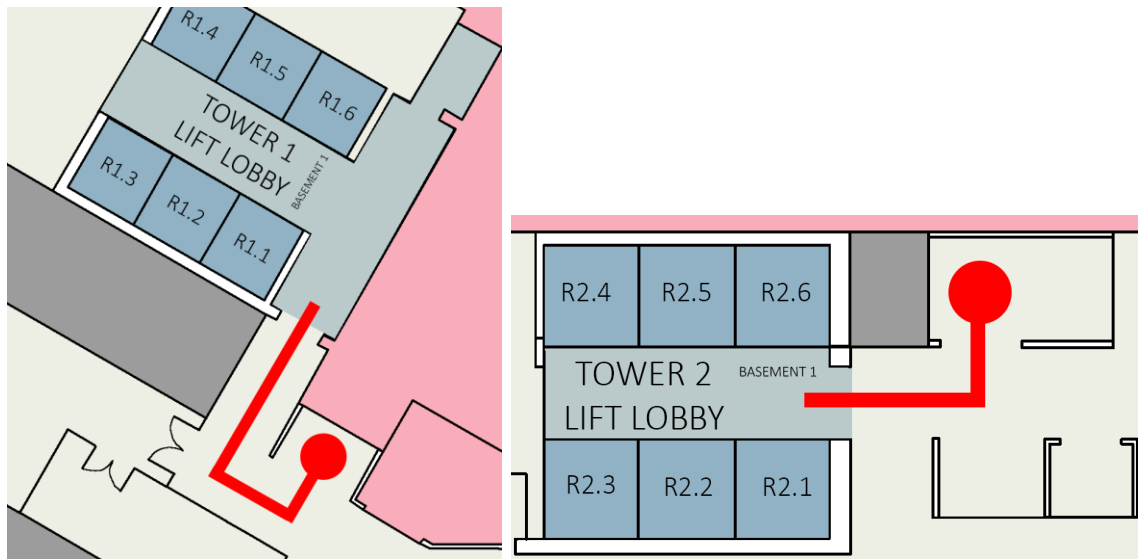 R1.4
R1.5
R1.6
TOWER 1
LIFT LOBBY
BASEMENT 1
R1.3
R1.2
R1.1
R2.4
R2.5
R2.6
TOWER 2
LIFT LOBBY
BASEMENT 1
R2.3
R2.2
R2.1